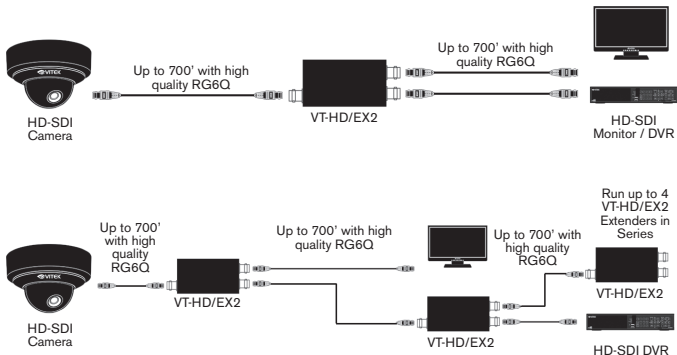 Up to 700' with high
quality RG6Q
Up to 700' with high
quality RG6Q
VITEK
HD-SDI
Camera
VT-HD/EX2
HD-SDI
Monitor / DVR
Run up to 4
VT-HD/EX2
Extenders in
Series
Up to 700'
with high
quality
RG6Q
Up to 700' with high
quality RG6Q
Up to 700' with
high quality
RG6Q
VITEK
VT-HD/EX2
VT-HD/EX2
HD-SDI
Camera
VT-HD/EX2
HD-SDI DVR